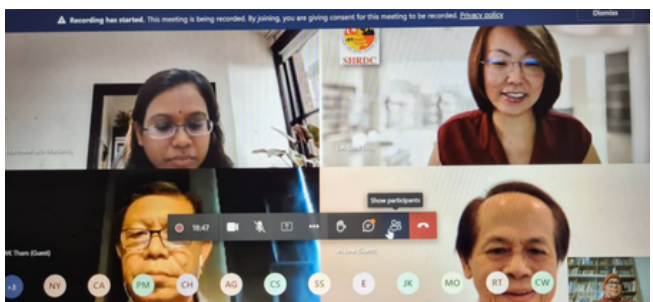 Recording has started. This meeting is being recorded. By joining, you are giving consent for this meeting to be recorded. Privacy policy
Dismiss
SHRDC
Show participants
18:47
MK Tham (Guest)
+3 NY CA PM CH AG CS SS E JK MO RT CW